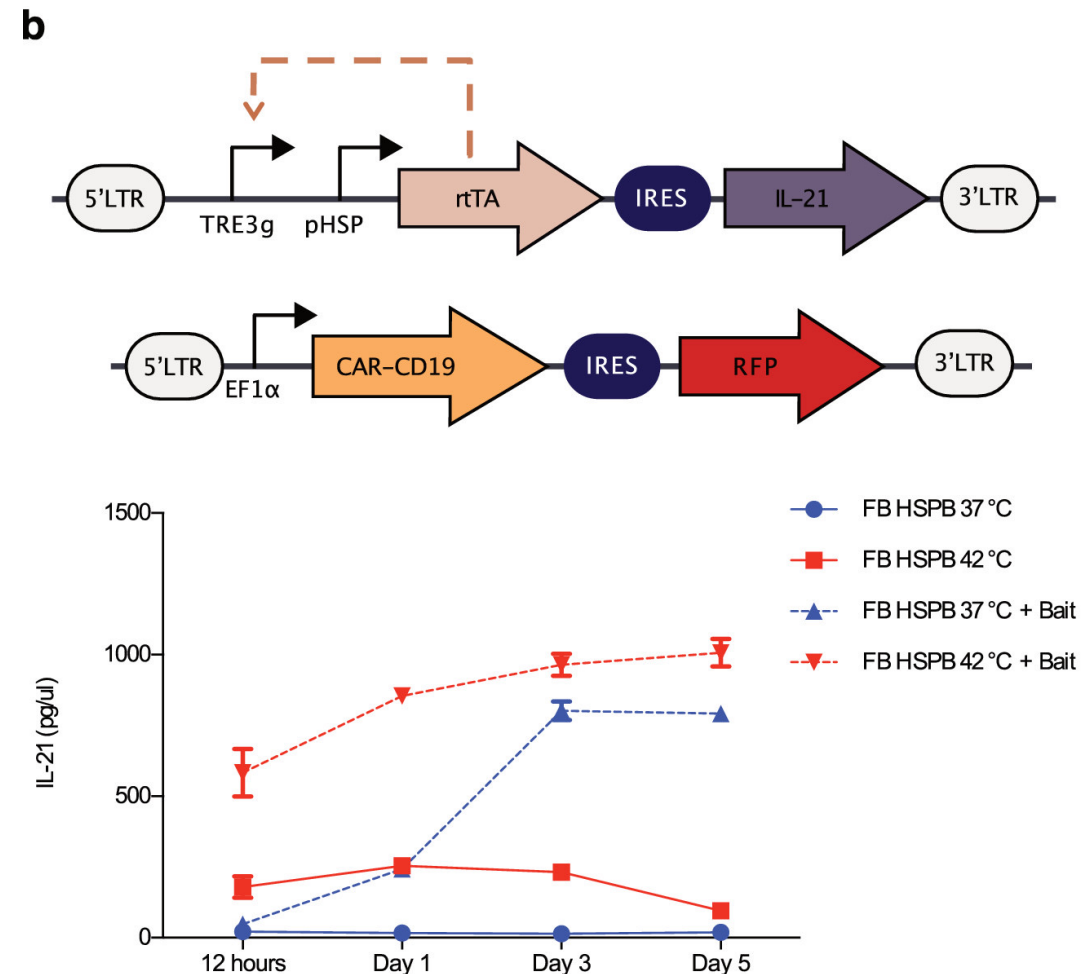 b
5'LTR
TRE3g
pHSP
rtTA
IRES
IL-21
3'LTR
5'LTR
EF1α
CAR-CD19
IRES
RFP
3'LTR
1500
1000
500
0
IL-21 (pg/ul)
12 hours
Day 1
Day 3
Day 5
FB HSPB 37 °C
FB HSPB 42 °C
FB HSPB 37 °C + Bait
FB HSPB 42 °C + Bait